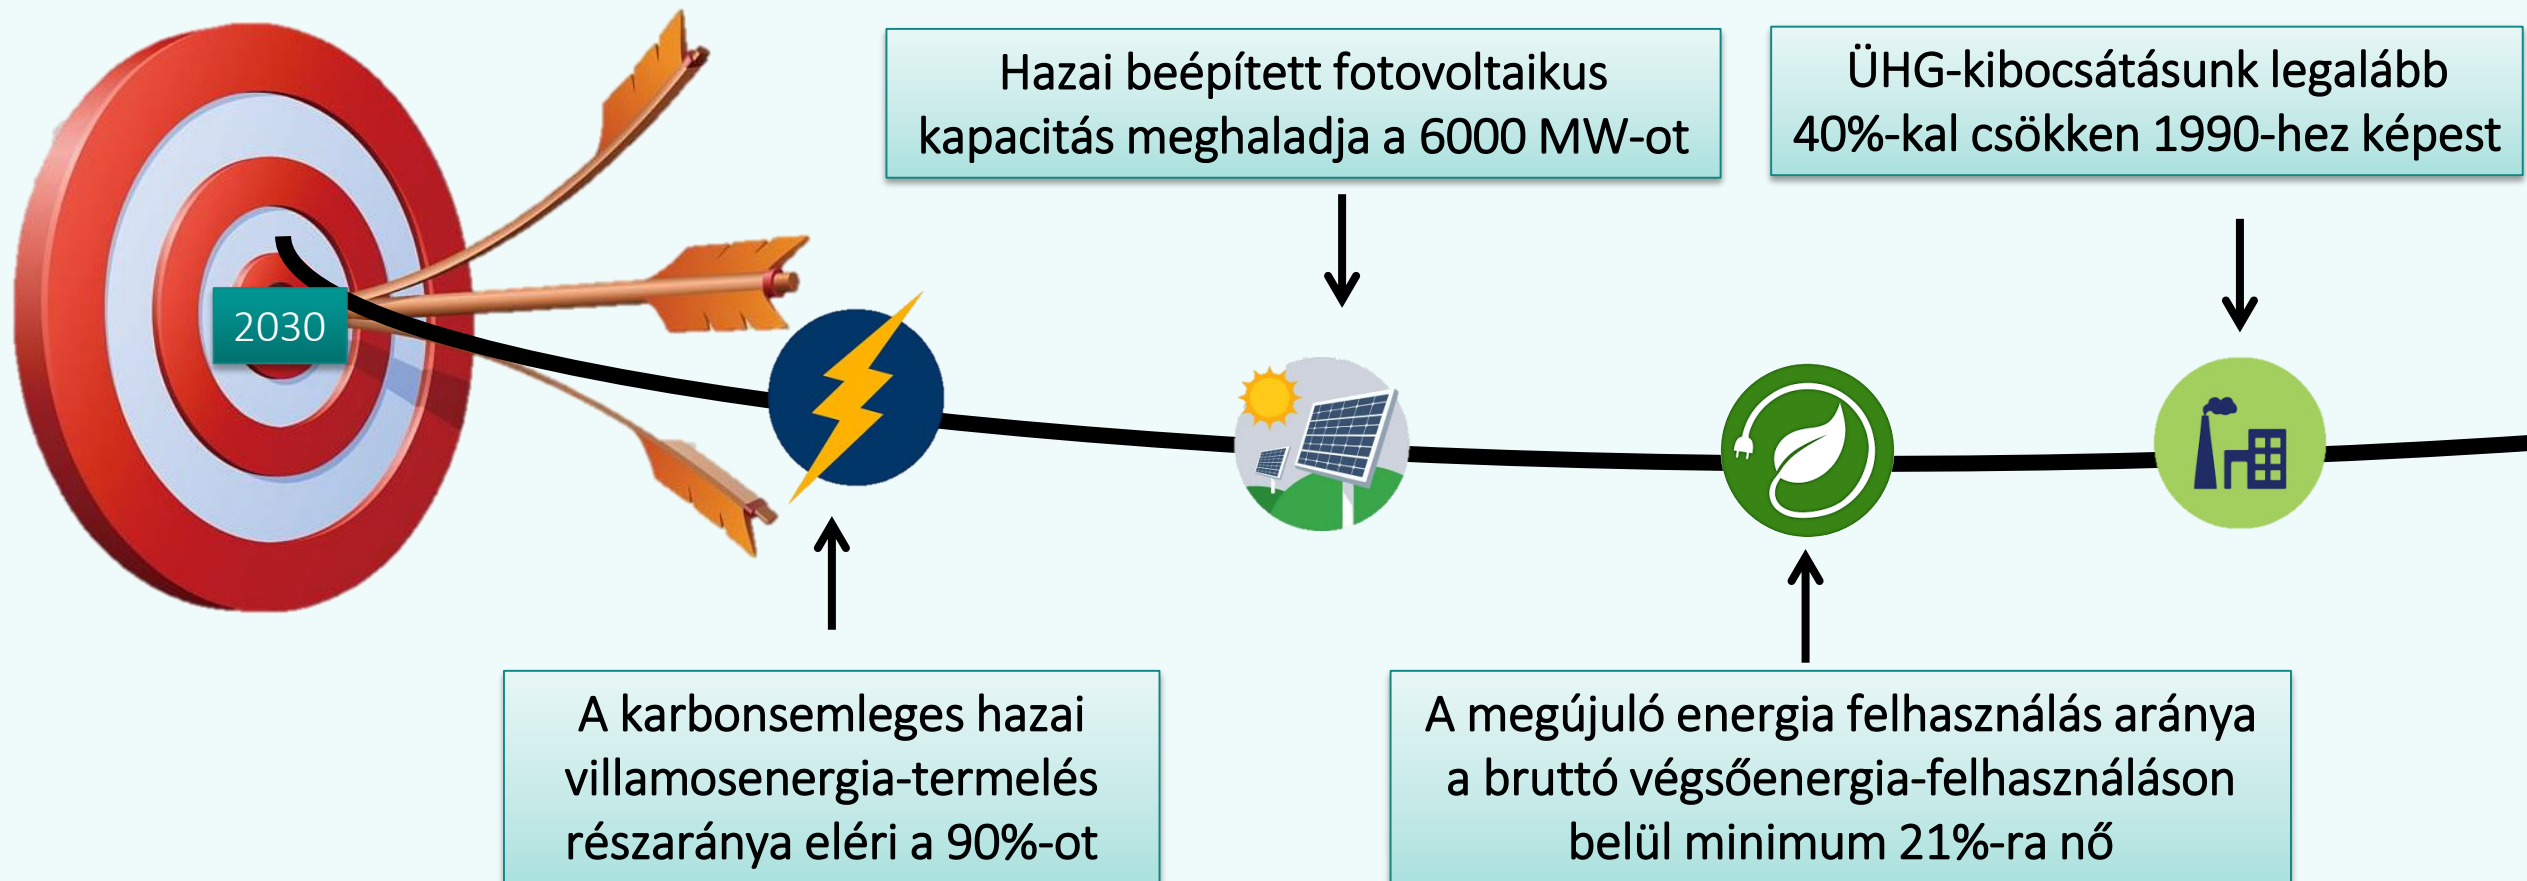 Hazai beépített fotovoltaikus
kapacitás meghaladja a 6000 MW-ot
ÜHG-kibocsátásunk legalább
40%-kal csökken 1990-hez képest
2030
A karbonsemleges hazai
villamosenergia-termelés
részaránya eléri a 90%-ot
A megújuló energia felhasználás aránya
a bruttó végsőenergia-felhasználáson
belül minimum 21%-ra nő